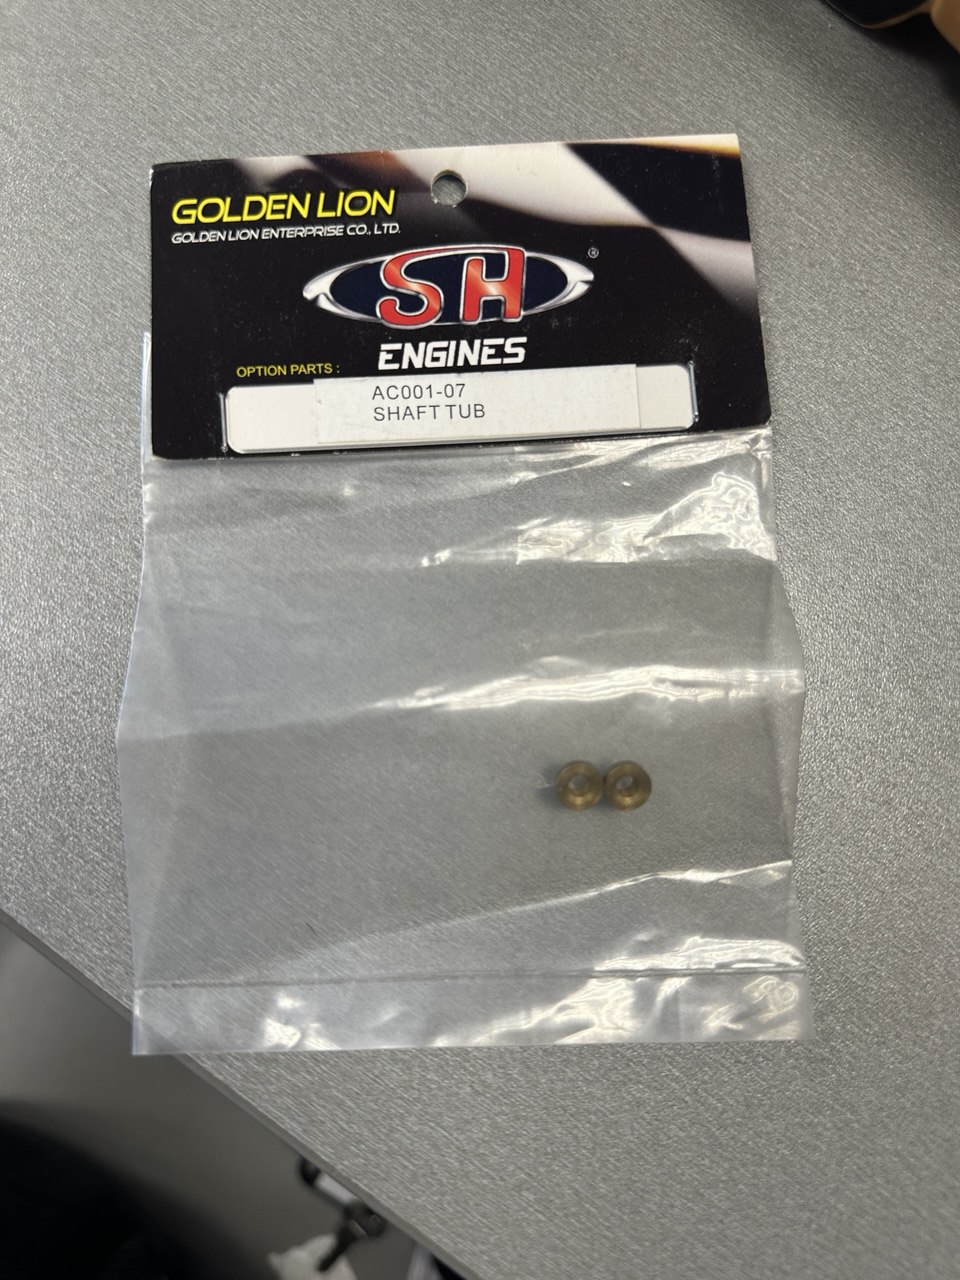 GOLDEN LION
GOLDEN LION ENTERPRISE CO., LTD.
SH ®
ENGINES
OPTION PARTS :
AC001-07
SHAFT TUB